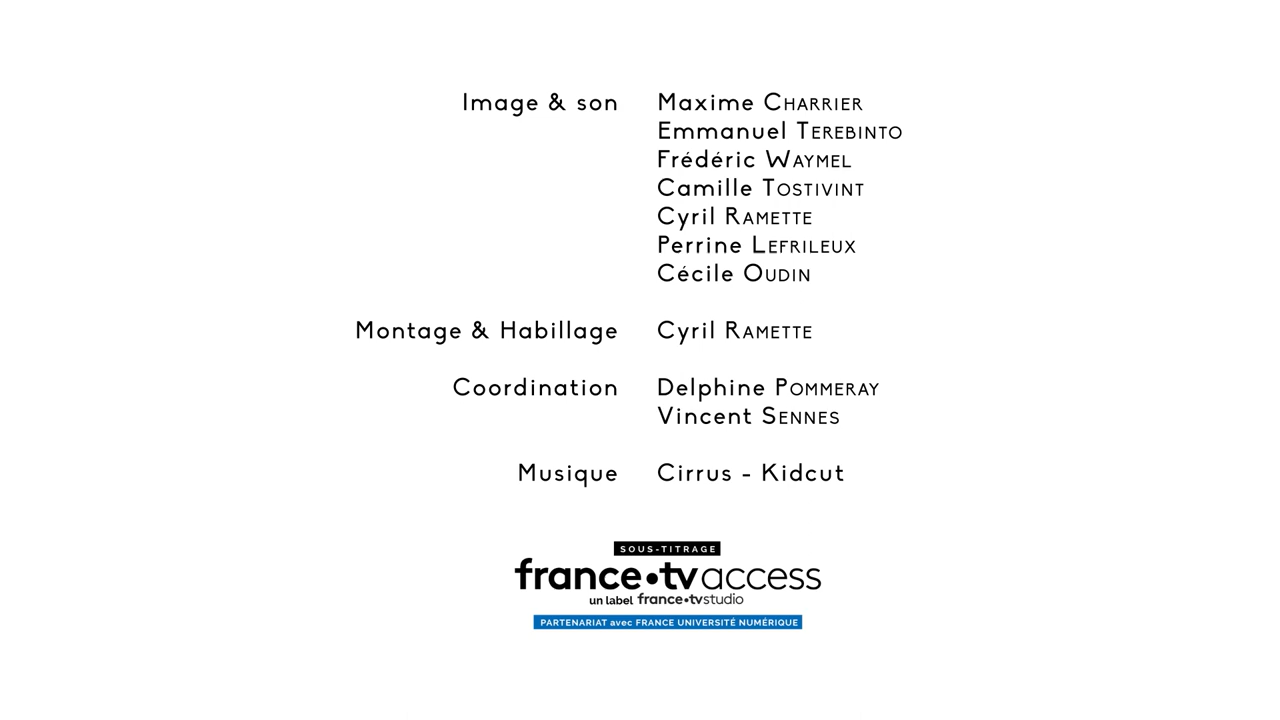 Image & son Maxime CHARRIER
Emmanuel TEREBINTO
Frédéric WAYMEL
Camille TOSTIVINT
Cyril RAMETTE
Perrine LEFRILEUX
Cécile OUDIN
Montage & Habillage Cyril RAMETTE
Coordination Delphine POMMERAY
Vincent SENNES
Musique Cirrus - Kidcut
SOUS-TITRAGE
france•tv access
un label france•tvstudio
PARTENARIAT avec FRANCE UNIVERSITÉ NUMÉRIQUE